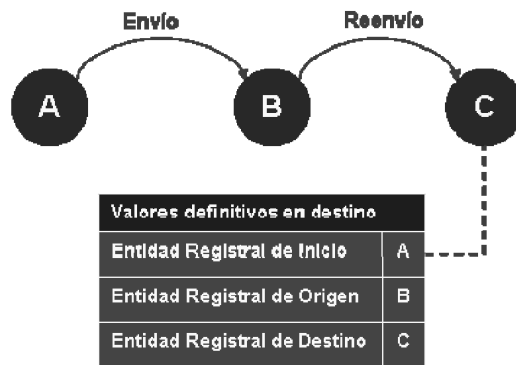 Envío
Reenvío
A
B
C
Valores definitivos en destino
Entidad Registral de Inicio A
Entidad Registral de Origen B
Entidad Registral de Destino C